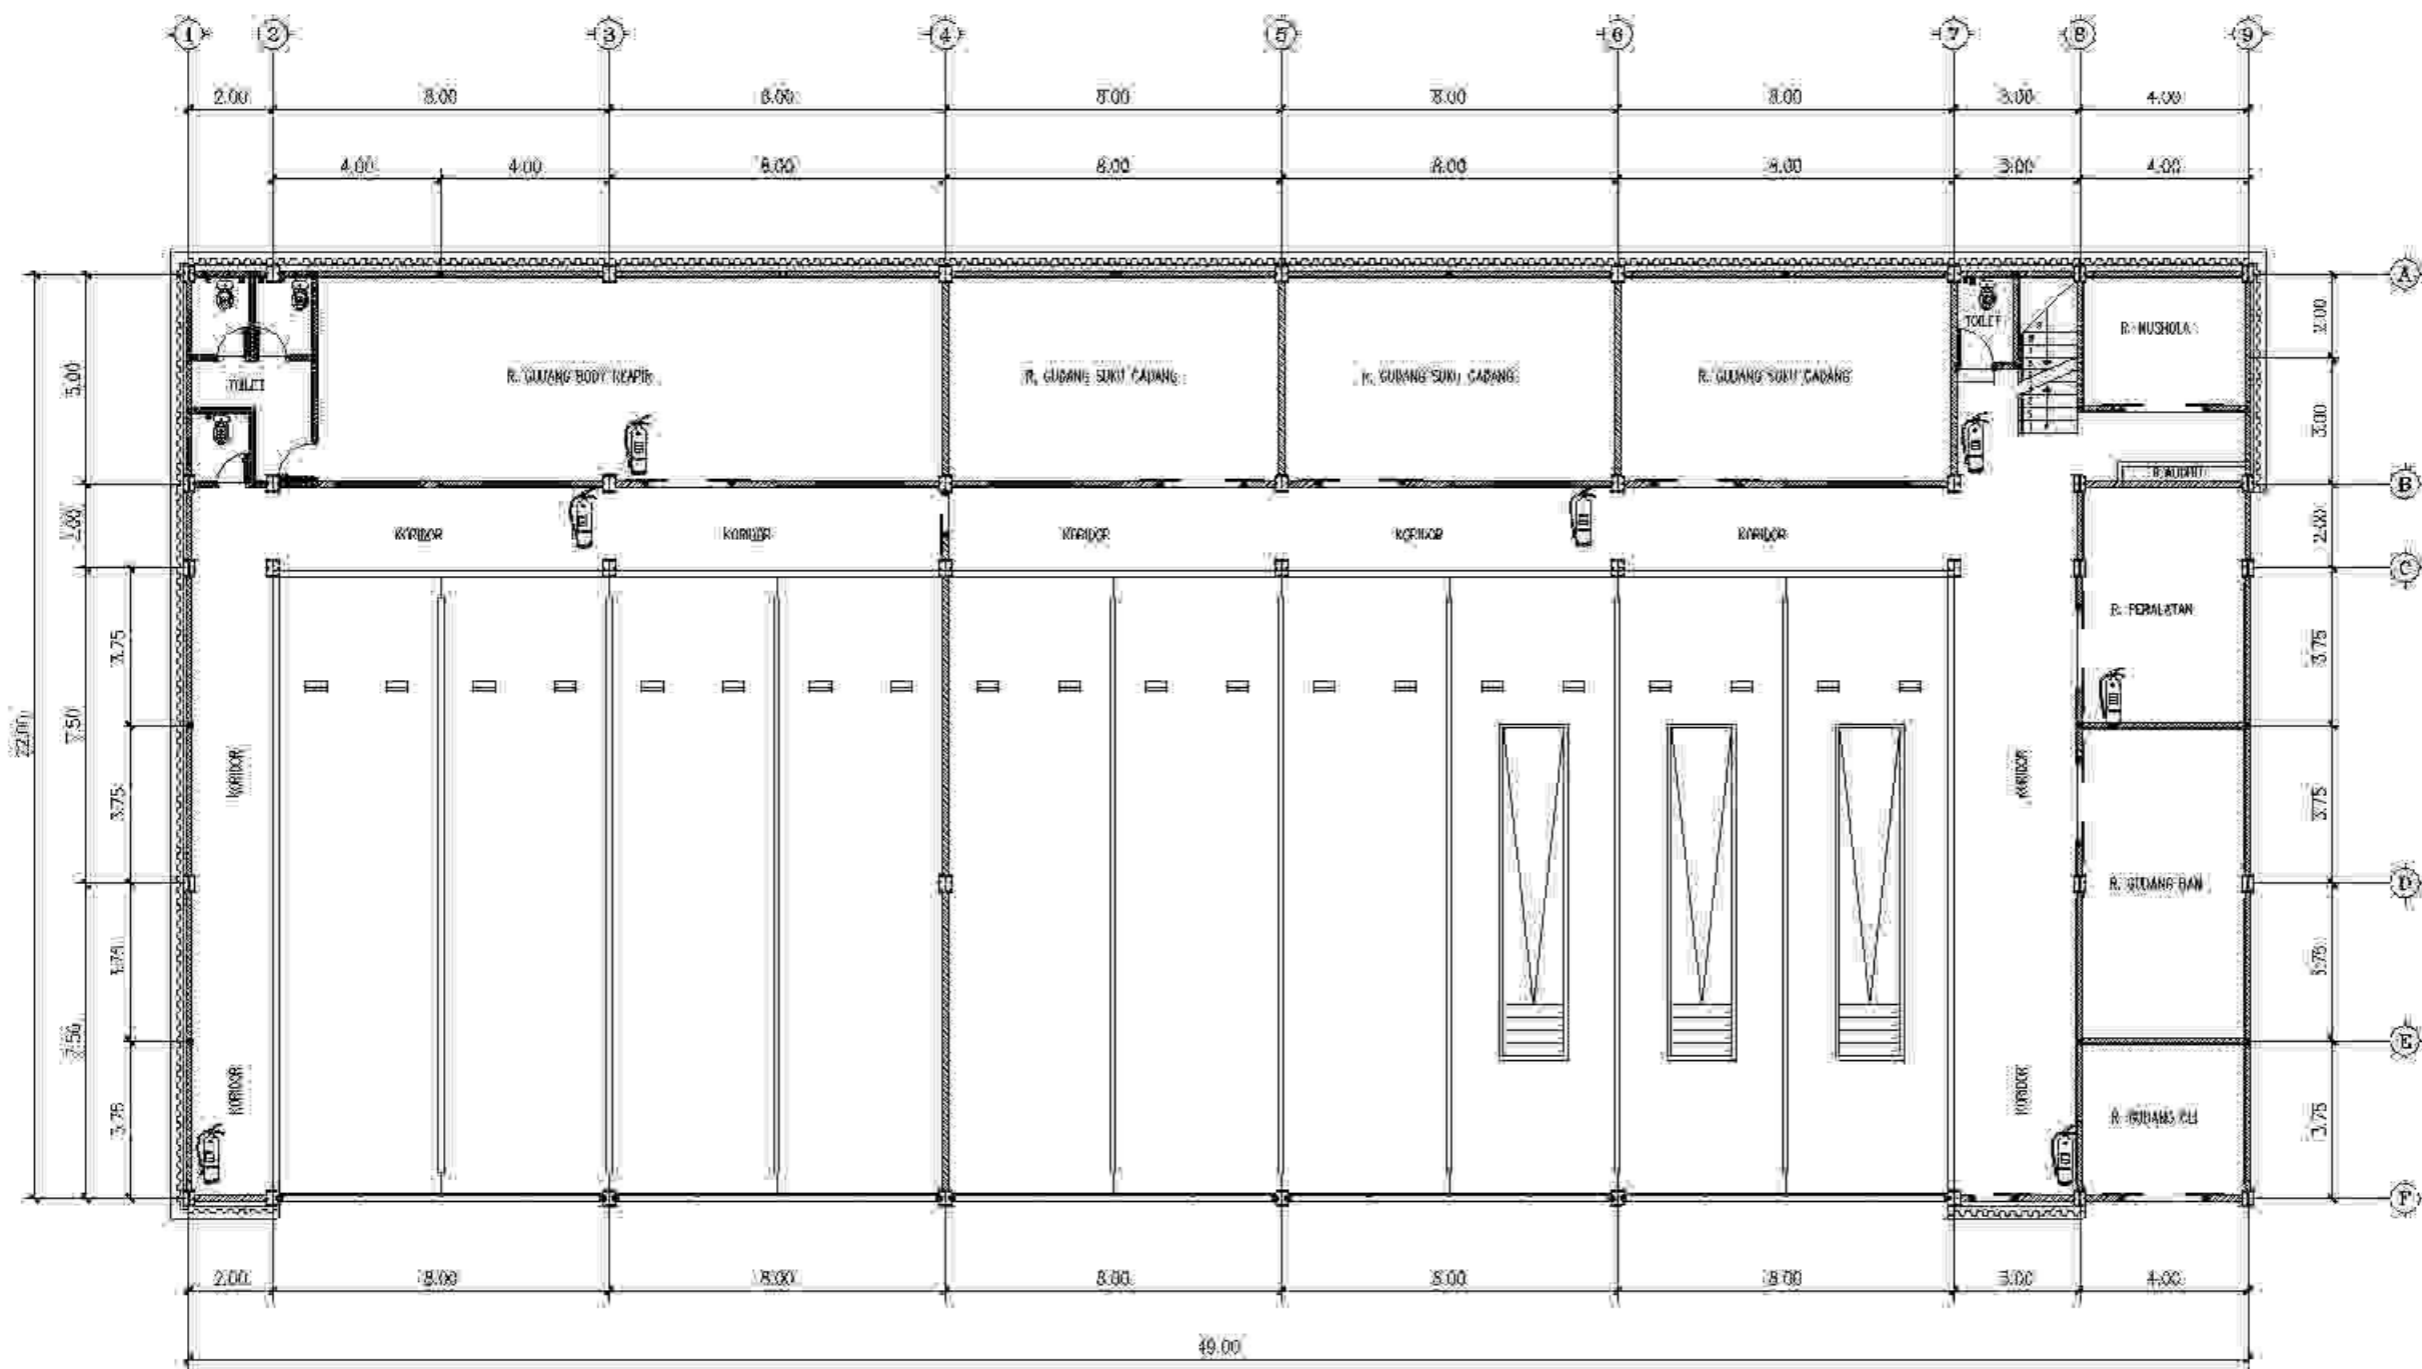 1 2 3 4 5 6 7 8 9
2.00 8.00 8.00 8.00 8.00 8.00 3.00 4.00
4.00 4.00 8.00 8.00 8.00 8.00 3.00 4.00
A
2.00
R. MUSHOLA
TOILET
5.00
TOILET
R. GUDANG BODY REAPIR
R. GUDANG SUKU CADANG
R. GUDANG SUKU CADANG
R. GUDANG SUKU CADANG
3.00
B
2.00
KORIDOR
KORIDOR
KORIDOR
KORIDOR
KORIDOR
2.00
C
R. PERALATAN
3.75
3.75
7.50
22.00
KORIDOR
KORIDOR
3.75
3.75
R. GUDANG BAN
D
3.75
3.75
7.50
E
KORIDOR
KORIDOR
3.75
3.75
R. GUDANG OLI
F
2.00 8.00 8.00 8.00 8.00 8.00 3.00 4.00
49.00